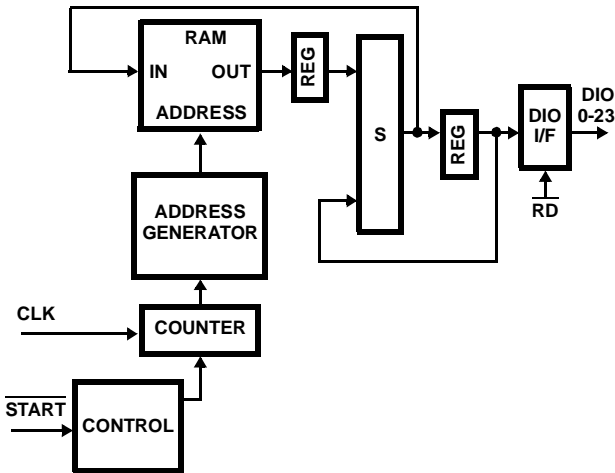 RAM
IN OUT
ADDRESS
REG
S
REG
DIO
I/F
DIO
0-23
RD
ADDRESS
GENERATOR
CLK
COUNTER
START
CONTROL